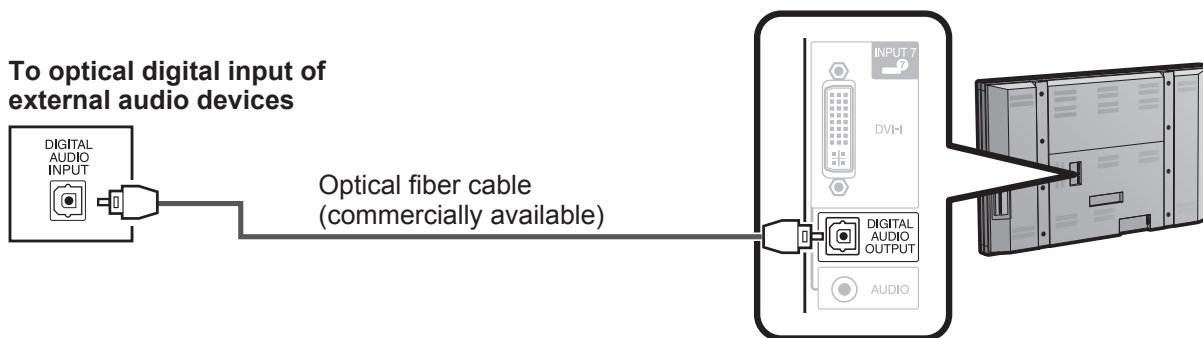 To optical digital input of
external audio devices
DIGITAL
AUDIO
INPUT
Optical fiber cable
(commercially available)
INPUT 7
7
DVI-I
DIGITAL
AUDIO
OUTPUT
AUDIO